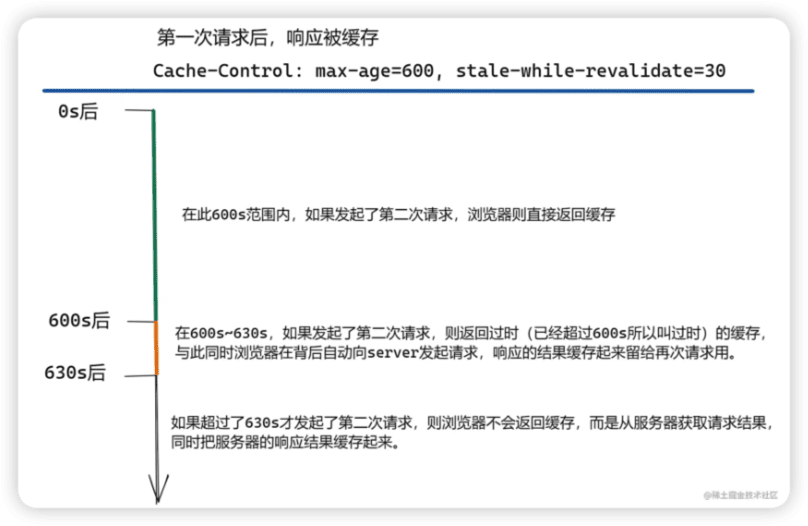 第一次请求后，响应被缓存
Cache-Control: max-age=600, stale-while-revalidate=30
0s后
在此600s范围内，如果发起了第二次请求，浏览器则直接返回缓存
600s后
在600s~630s，如果发起了第二次请求，则返回过时（已经超过600s所以叫过时）的缓存，
与此同时浏览器在背后自动向server发起请求，响应的结果缓存起来留给再次请求用。
630s后
如果超过了630s才发起了第二次请求，则浏览器不会返回缓存，而是从服务器获取请求结果，
同时把服务器的响应结果缓存起来。
@稀土掘金技术社区